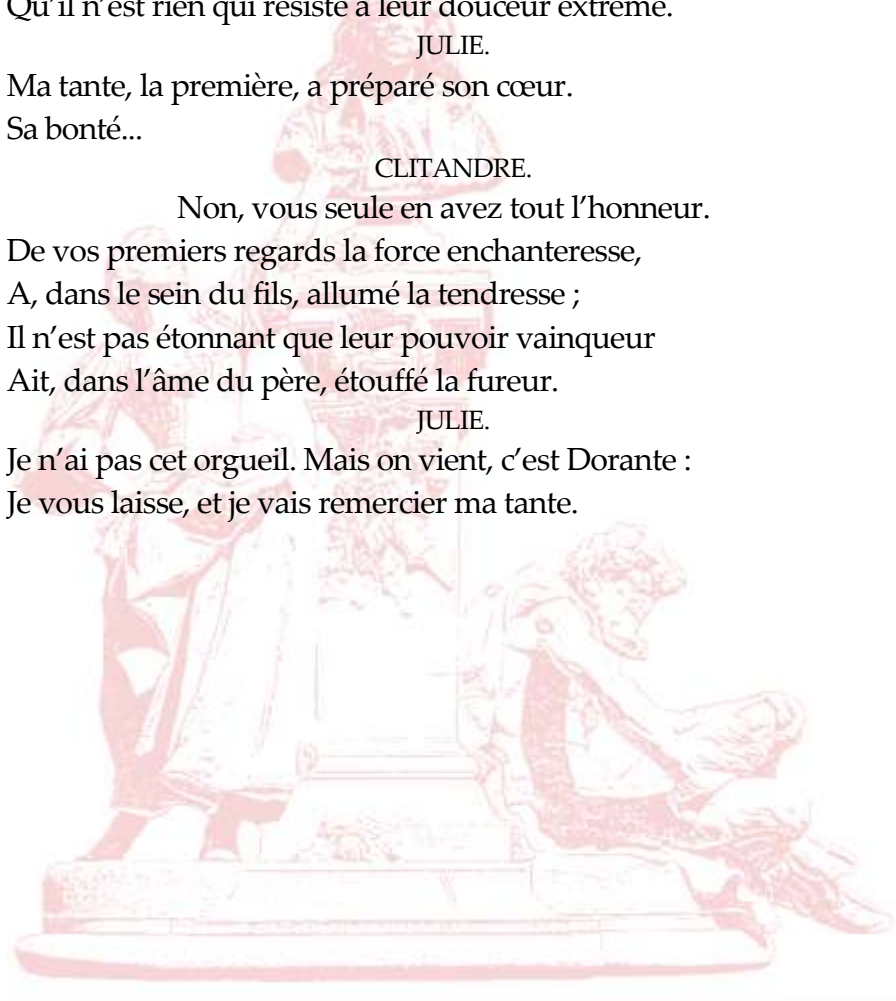 Qu’il n’est rien qui résiste à leur douceur extrême.
JULIE.
Ma tante, la première, a préparé son cœur.
Sa bonté...
CLITANDRE.
Non, vous seule en avez tout l’honneur.
De vos premiers regards la force enchanteresse,
A, dans le sein du fils, allumé la tendresse ;
Il n’est pas étonnant que leur pouvoir vainqueur
Ait, dans l’âme du père, étouffé la fureur.
JULIE.
Je n’ai pas cet orgueil. Mais on vient, c’est Dorante :
Je vous laisse, et je vais remercier ma tante.